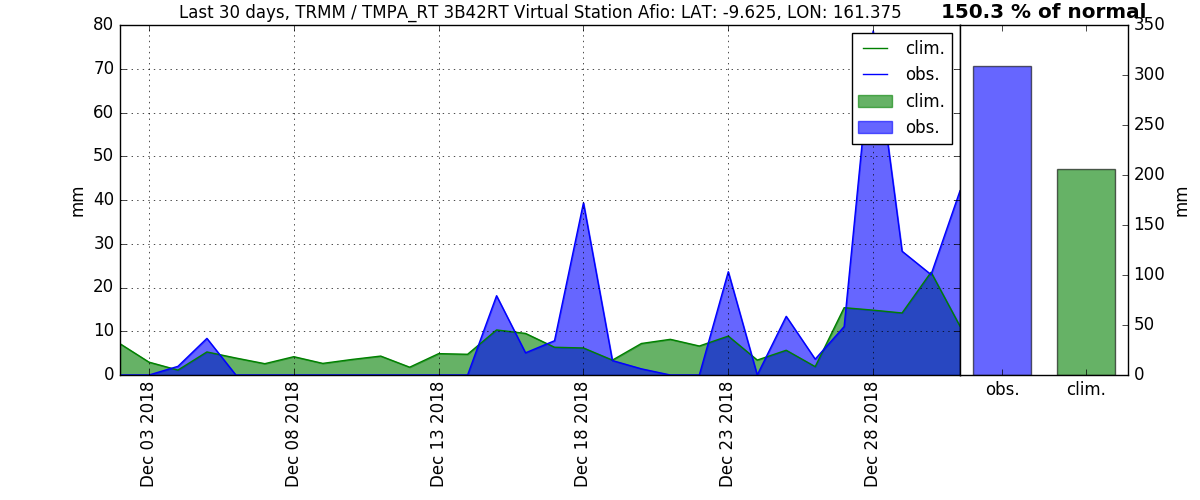 Last 30 days, TRMM / TMPA_RT 3B42RT Virtual Station Afio: LAT: -9.625, LON: 161.375
150.3 % of normal
80
70
60
50
40
30
20
10
0
mm
clim.
obs.
clim.
obs.
Dec 03 2018
Dec 08 2018
Dec 13 2018
Dec 18 2018
Dec 23 2018
Dec 28 2018
350
300
250
200
150
100
50
0
mm
obs.
clim.